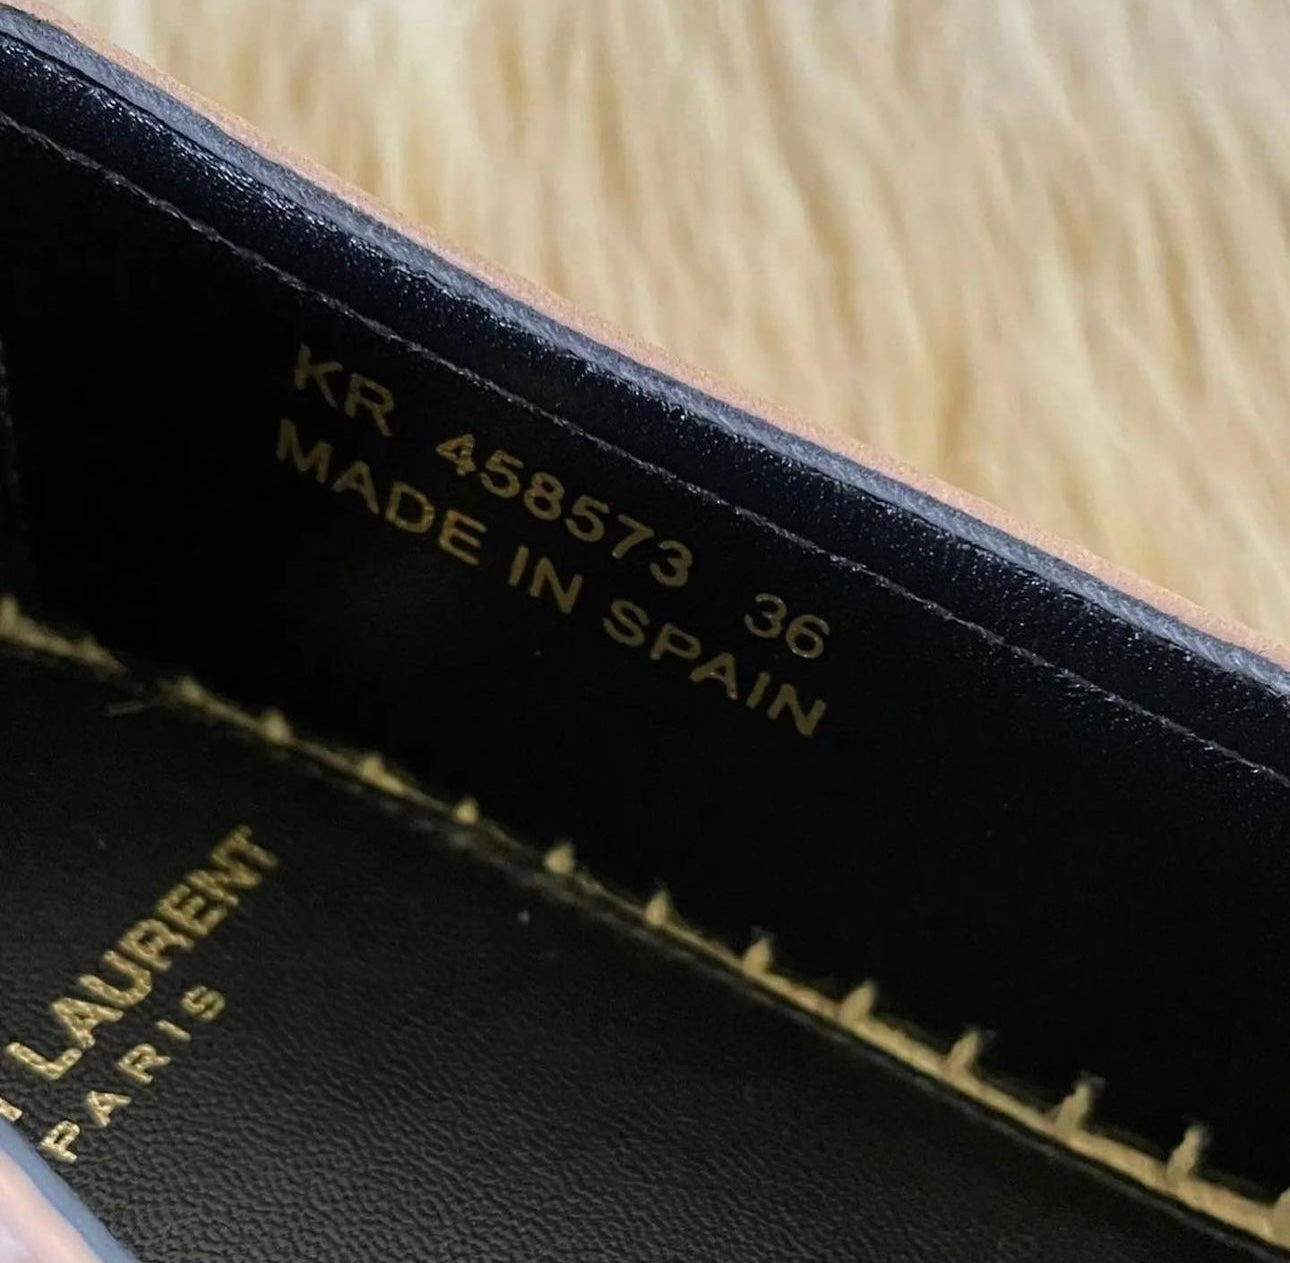 KR 458573 36
MADE IN SPAIN
LAURENT
PARIS